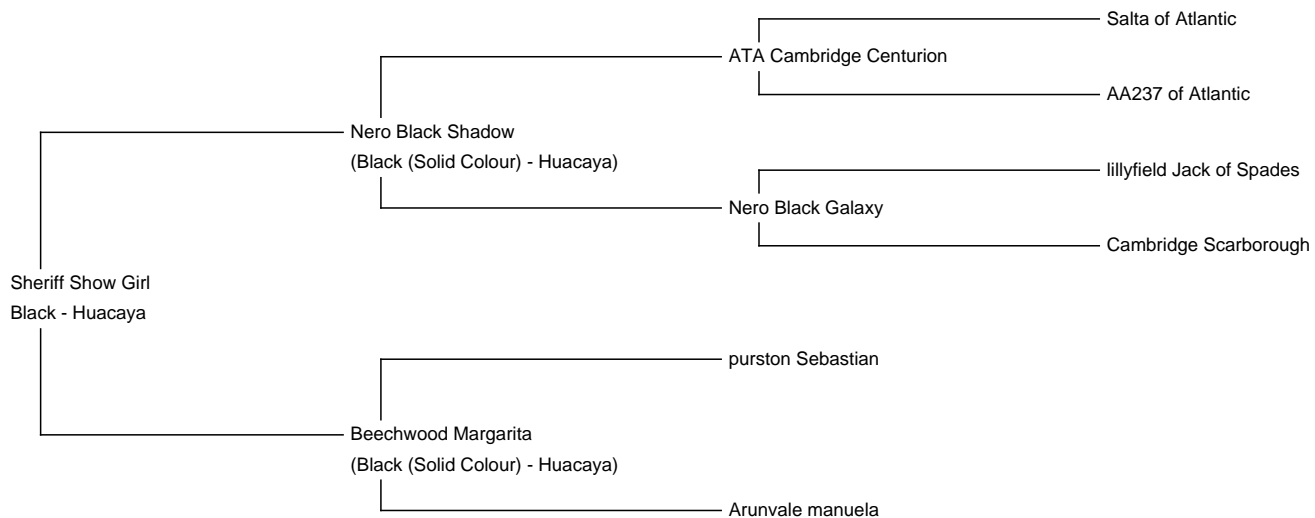 Salta of Atlantic
ATA Cambridge Centurion
AA237 of Atlantic
Nero Black Shadow
(Black (Solid Colour) - Huacaya)
lillyfield Jack of Spades
Nero Black Galaxy
Cambridge Scarborough
Sheriff Show Girl
Black - Huacaya
purston Sebastian
Beechwood Margarita
(Black (Solid Colour) - Huacaya)
Arunvale manuela